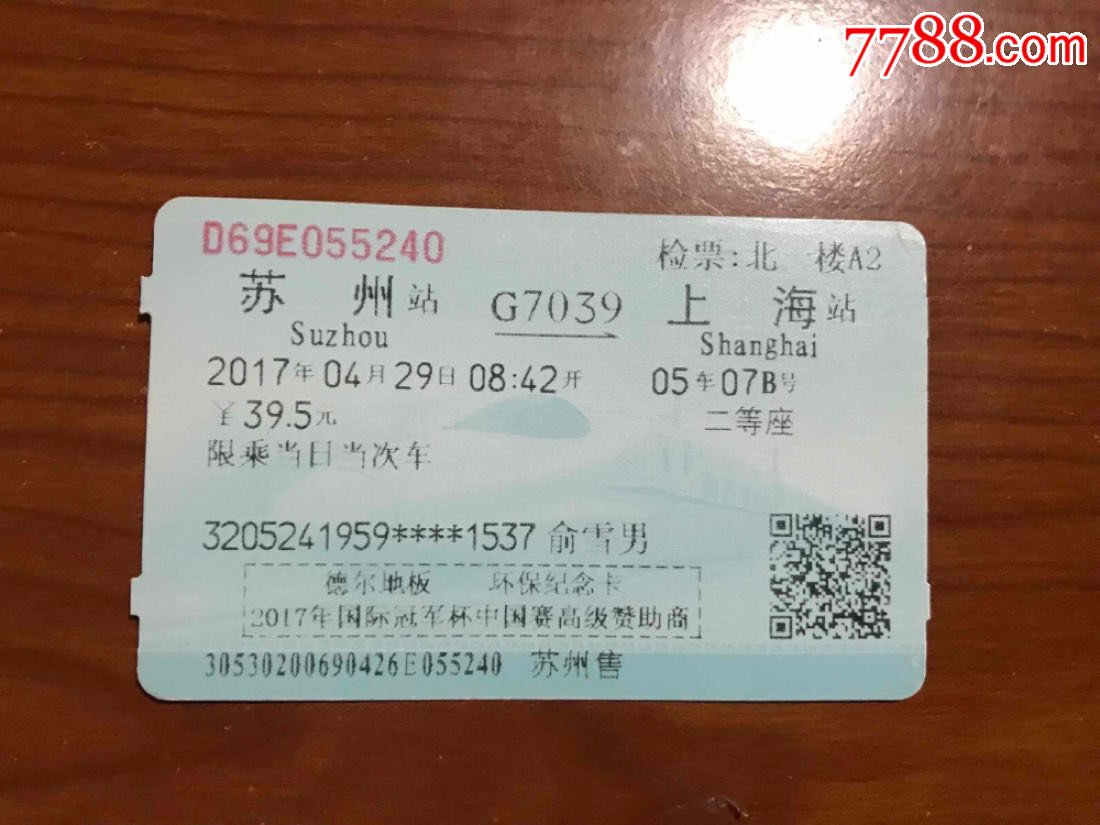 7788.com
D69E055240
检票:北 楼A2
苏 州 站 G7039 上 海 站
Suzhou Shanghai
2017年04月29日08:42开 05车07B号
￥39.5元 二等座
限乘当日当次车
3205241959****1537 俞雪男
德尔地板 环保纪念卡
2017年国际冠军杯中国赛高级赞助商
30530200690426E055240 苏州售